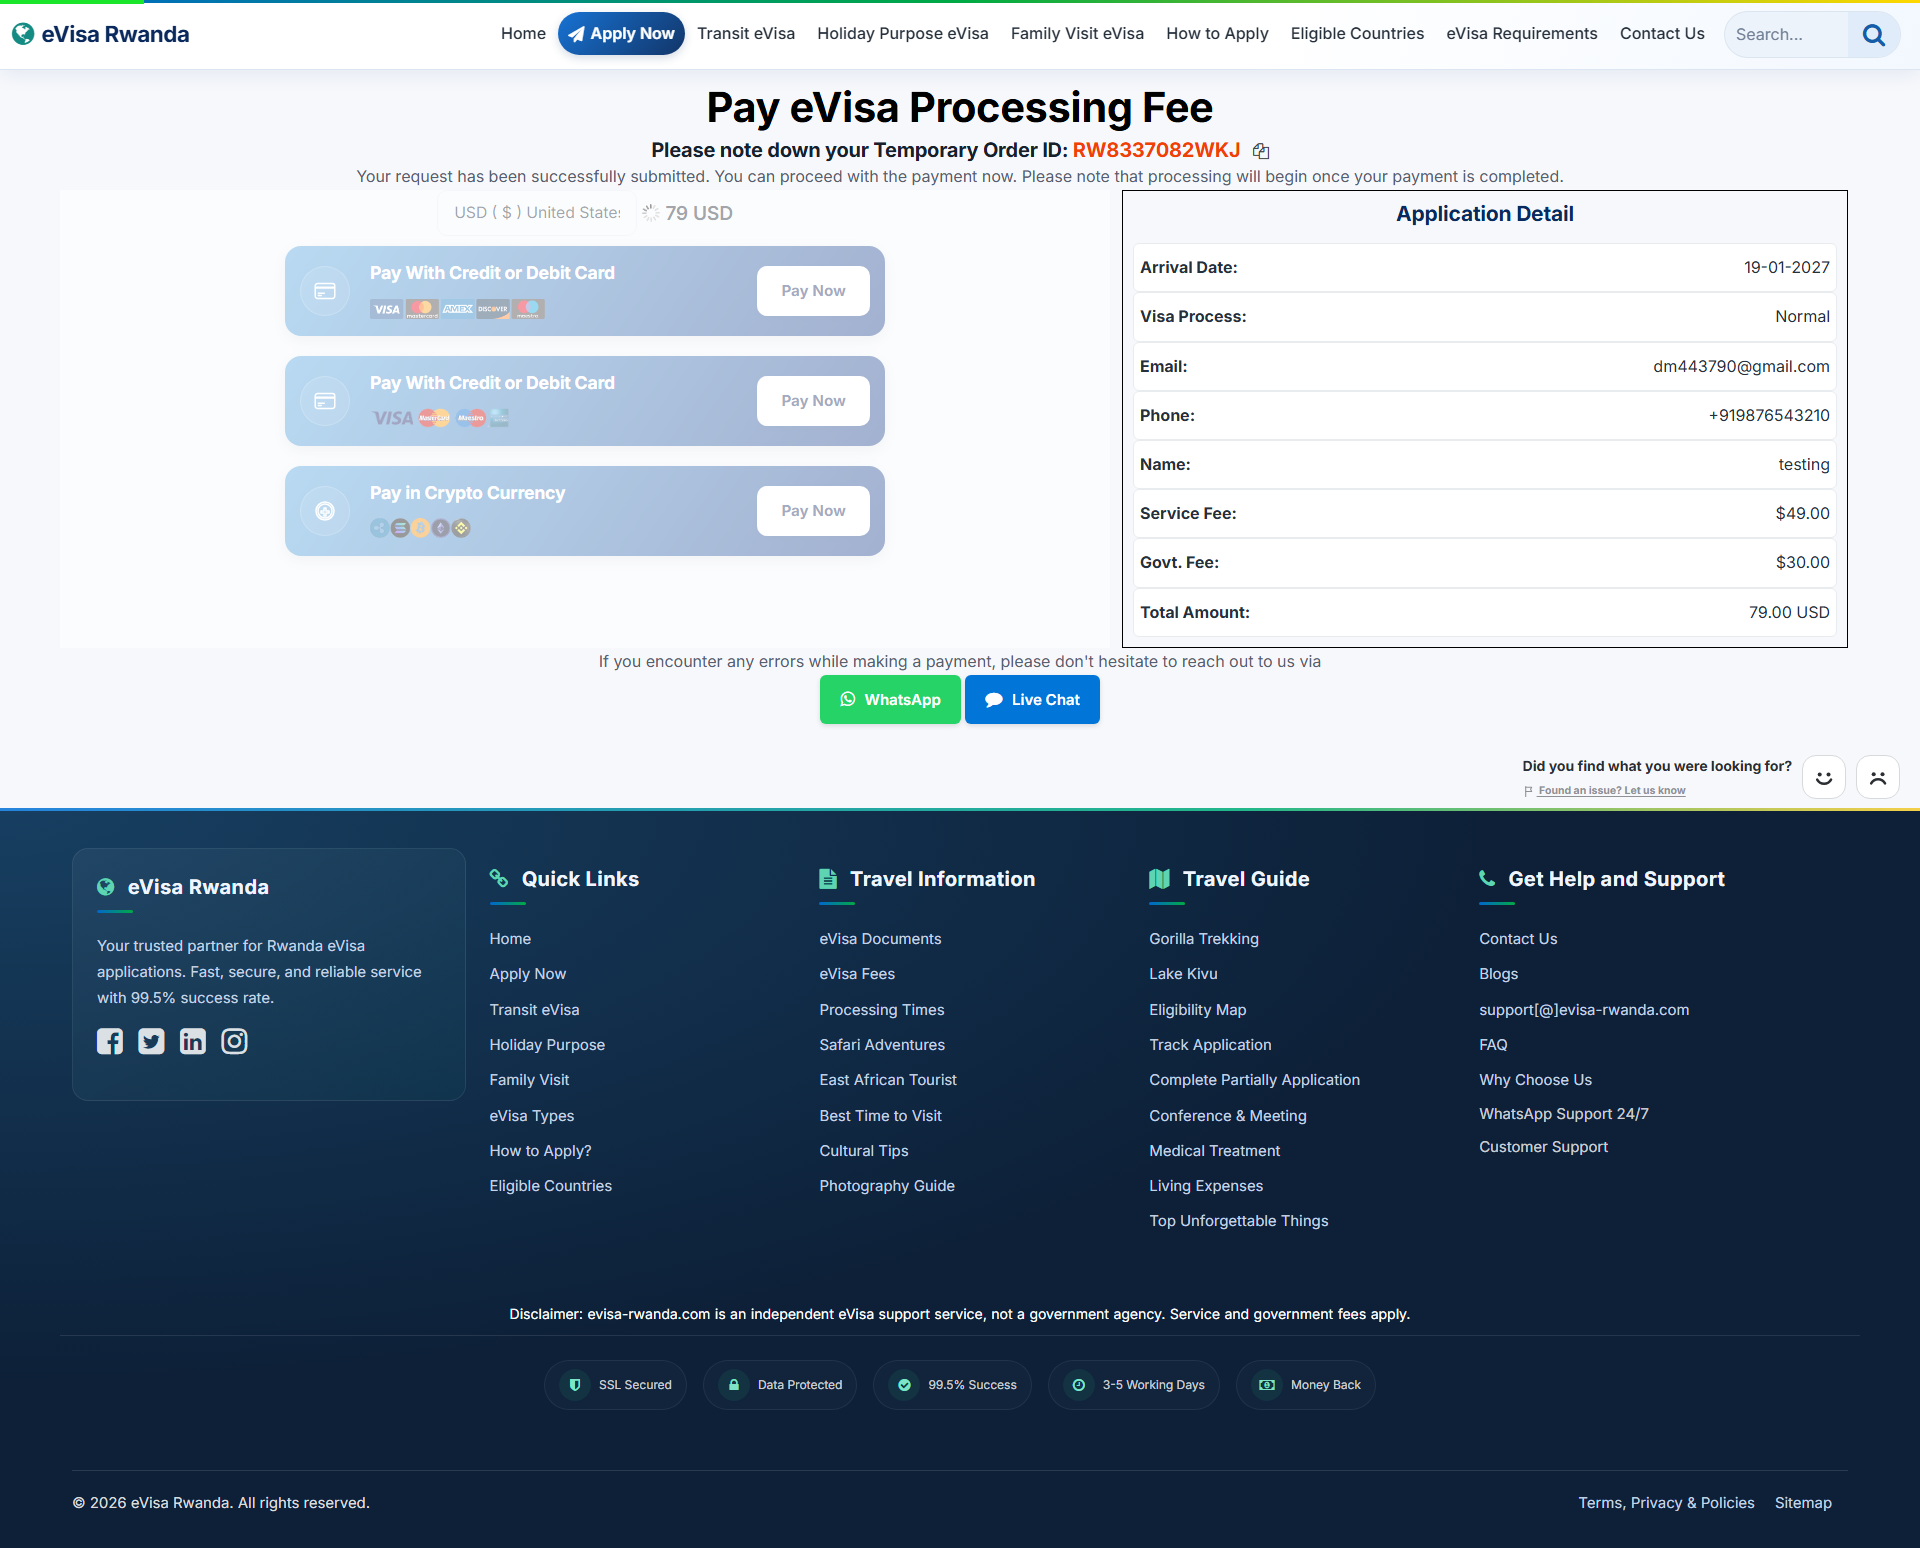 eVisa Rwanda
Home
Apply Now
Transit eVisa
Holiday Purpose eVisa
Family Visit eVisa
How to Apply
Eligible Countries
eVisa Requirements
Contact Us
Search...
Pay eVisa Processing Fee
Please note down your Temporary Order ID: RW8337082WKJ
Your request has been successfully submitted. You can proceed with the payment now. Please note that processing will begin once your payment is completed.
USD ( $ ) United States
79 USD
Pay With Credit or Debit Card
VISA mastercard AMEX DISCOVER maestro
Pay Now
Pay With Credit or Debit Card
VISA MasterCard Maestro
Pay Now
Pay in Crypto Currency
Pay Now
Application Detail
Arrival Date: 19-01-2027
Visa Process: Normal
Email: dm443790@gmail.com
Phone: +919876543210
Name: testing
Service Fee: $49.00
Govt. Fee: $30.00
Total Amount: 79.00 USD
If you encounter any errors while making a payment, please don't hesitate to reach out to us via
WhatsApp
Live Chat
Did you find what you were looking for?
Found an issue? Let us know
eVisa Rwanda
Your trusted partner for Rwanda eVisa
applications. Fast, secure, and reliable service
with 99.5% success rate.
Quick Links
Home
Apply Now
Transit eVisa
Holiday Purpose
Family Visit
eVisa Types
How to Apply?
Eligible Countries
Travel Information
eVisa Documents
eVisa Fees
Processing Times
Safari Adventures
East African Tourist
Best Time to Visit
Cultural Tips
Photography Guide
Travel Guide
Gorilla Trekking
Lake Kivu
Eligibility Map
Track Application
Complete Partially Application
Conference & Meeting
Medical Treatment
Living Expenses
Top Unforgettable Things
Get Help and Support
Contact Us
Blogs
support[@]evisa-rwanda.com
FAQ
Why Choose Us
WhatsApp Support 24/7
Customer Support
Disclaimer: evisa-rwanda.com is an independent eVisa support service, not a government agency. Service and government fees apply.
SSL Secured
Data Protected
99.5% Success
3-5 Working Days
Money Back
© 2026 eVisa Rwanda. All rights reserved.
Terms, Privacy & Policies
Sitemap